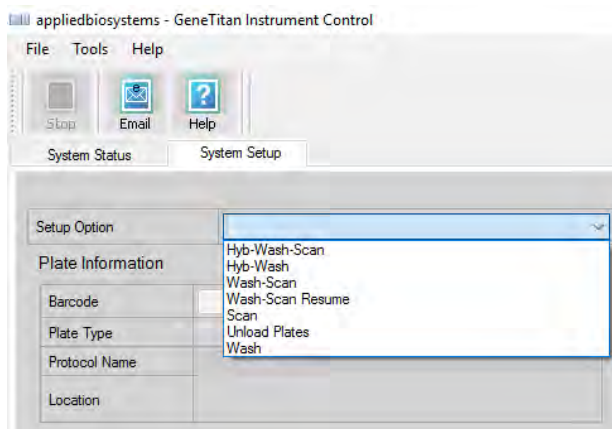 appliedbiosystems - GeneTitan Instrument Control
File Tools Help
Stop Email Help
System Status System Setup
Setup Option
Hyb-Wash-Scan
Hyb-Wash
Wash-Scan
Wash-Scan Resume
Scan
Unload Plates
Wash
Plate Information
Barcode
Plate Type
Protocol Name
Location